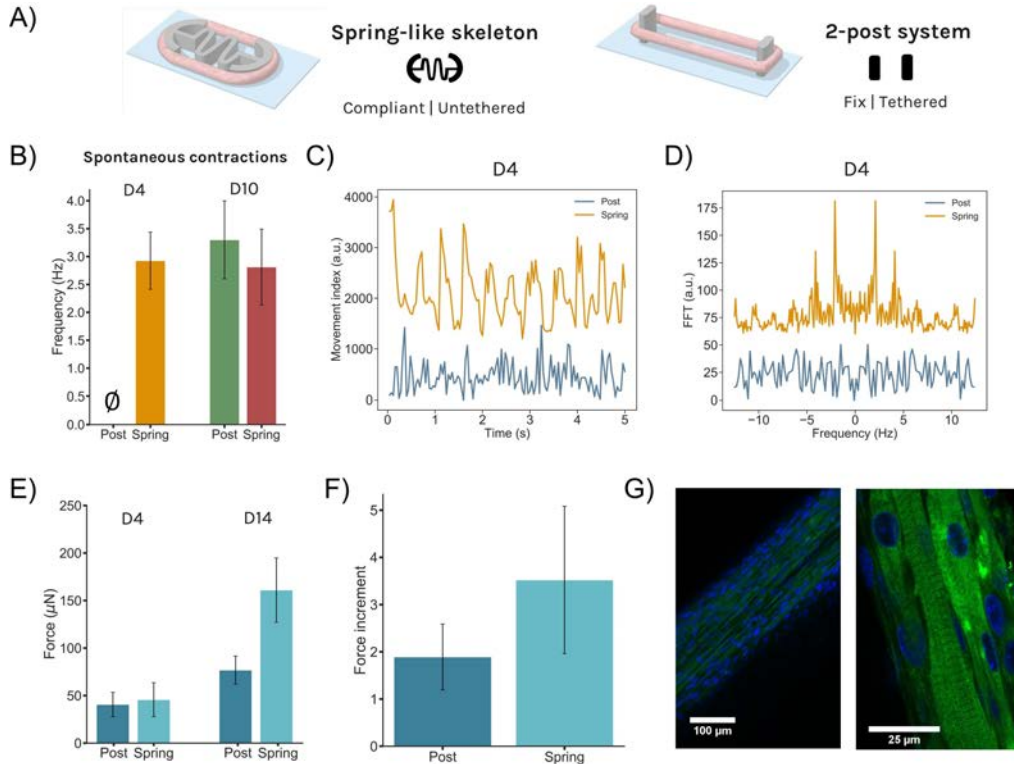 A)
Spring-like skeleton
Compliant | Untethered
2-post system
Fix | Tethered
B)
Spontaneous contractions
D4
D10
Frequency (Hz)
4.0
3.5
3.0
2.5
2.0
1.5
1.0
0.5
0.0
Ø
Post Spring
Post Spring
C)
D4
Post
Spring
Movement index (a.u.)
4000
3000
2000
1000
0
0 1 2 3 4 5
Time (s)
D)
D4
Post
Spring
FFT (a.u.)
175
150
125
100
75
50
25
0
−10 −5 0 5 10
Frequency (Hz)
E)
D4
D14
Force (µN)
250
200
150
100
50
0
Post Spring
Post Spring
F)
Force increment
5
4
3
2
1
0
Post
Spring
G)
100 µm
25 µm